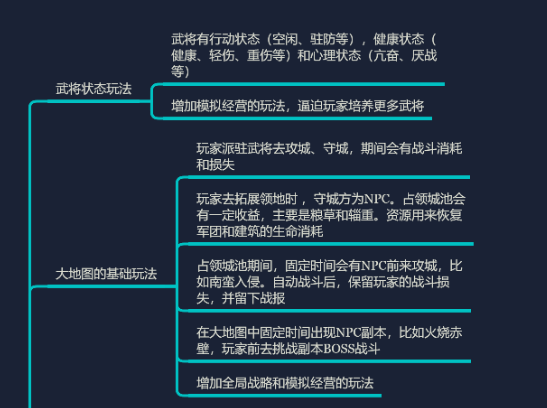 武将有行动状态（空闲、驻防等），健康状态（
健康、轻伤、重伤等）和心理状态（亢奋、厌战
等）
武将状态玩法
增加模拟经营的玩法，逼迫玩家培养更多武将
玩家派驻武将去攻城、守城，期间会有战斗消耗
和损失
玩家去拓展领地时，守城方为NPC。占领城池会
有一定收益，主要是粮草和辎重。资源用来恢复
军团和建筑的生命消耗
大地图的基础玩法
占领城池期间，固定时间会有NPC前来攻城，比
如南蛮入侵。自动战斗后，保留玩家的战斗损
失，并留下战报
在大地图中固定时间出现NPC副本，比如火烧赤
壁，玩家前去挑战副本BOSS战斗
增加全局战略和模拟经营的玩法